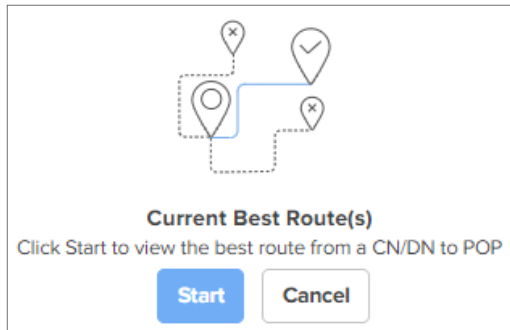 Current Best Route(s)
Click Start to view the best route from a CN/DN to POP
Start
Cancel